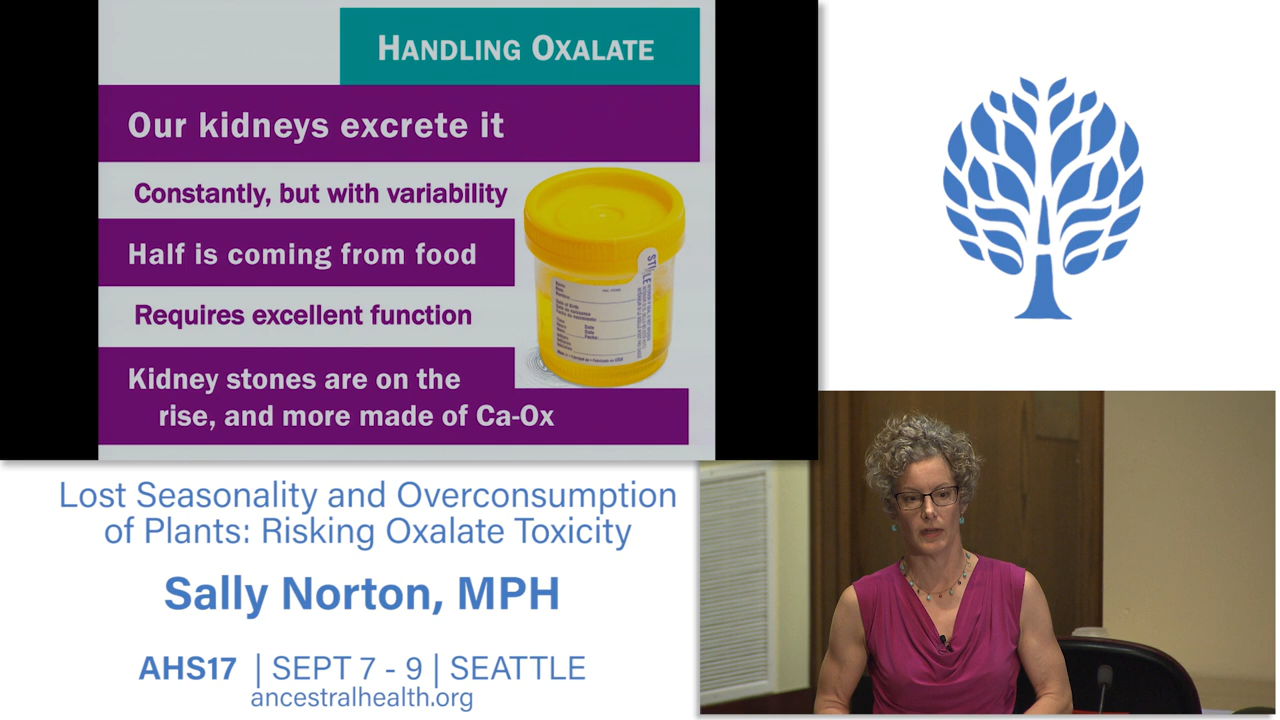 HANDLING OXALATE
Our kidneys excrete it
Constantly, but with variability
Half is coming from food
Requires excellent function
Kidney stones are on the
rise, and more made of Ca-Ox
Lost Seasonality and Overconsumption
of Plants: Risking Oxalate Toxicity
Sally Norton, MPH
AHS17 | SEPT 7 - 9 | SEATTLE
ancestralhealth.org